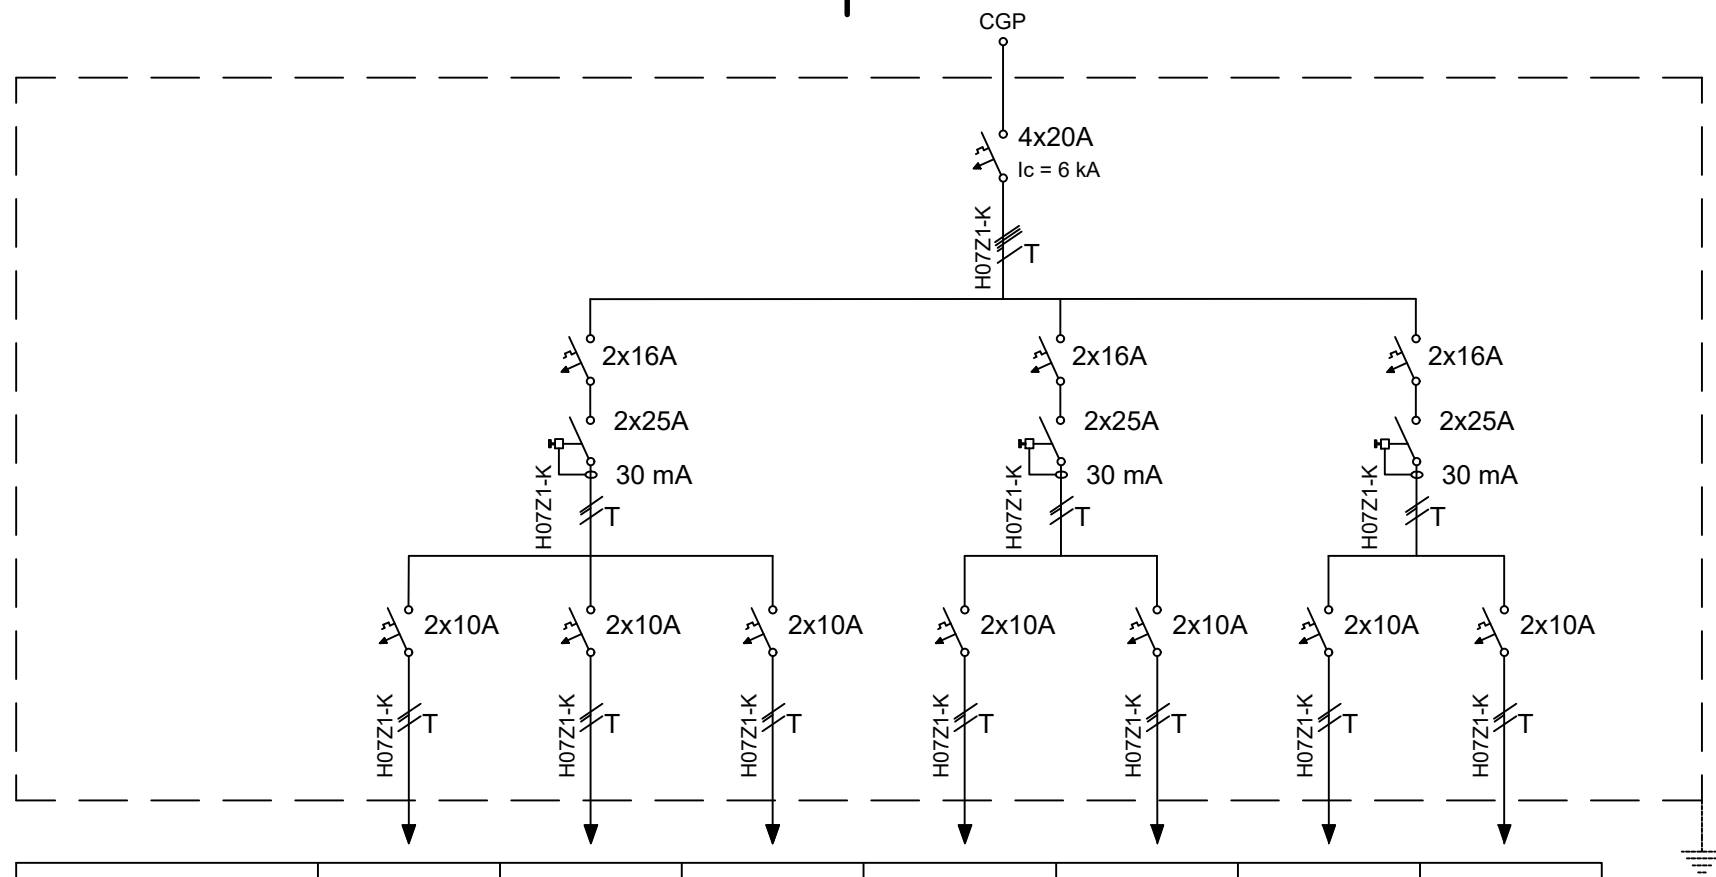 CGP
4x20A
Ic = 6 kA
H07Z1-K
T
2x16A
2x16A
2x16A
2x25A
2x25A
2x25A
30 mA
30 mA
30 mA
H07Z1-K
T
H07Z1-K
T
H07Z1-K
T
2x10A
2x10A
2x10A
2x10A
2x10A
2x10A
2x10A
H07Z1-K
T
H07Z1-K
T
H07Z1-K
T
H07Z1-K
T
H07Z1-K
T
H07Z1-K
T
H07Z1-K
T